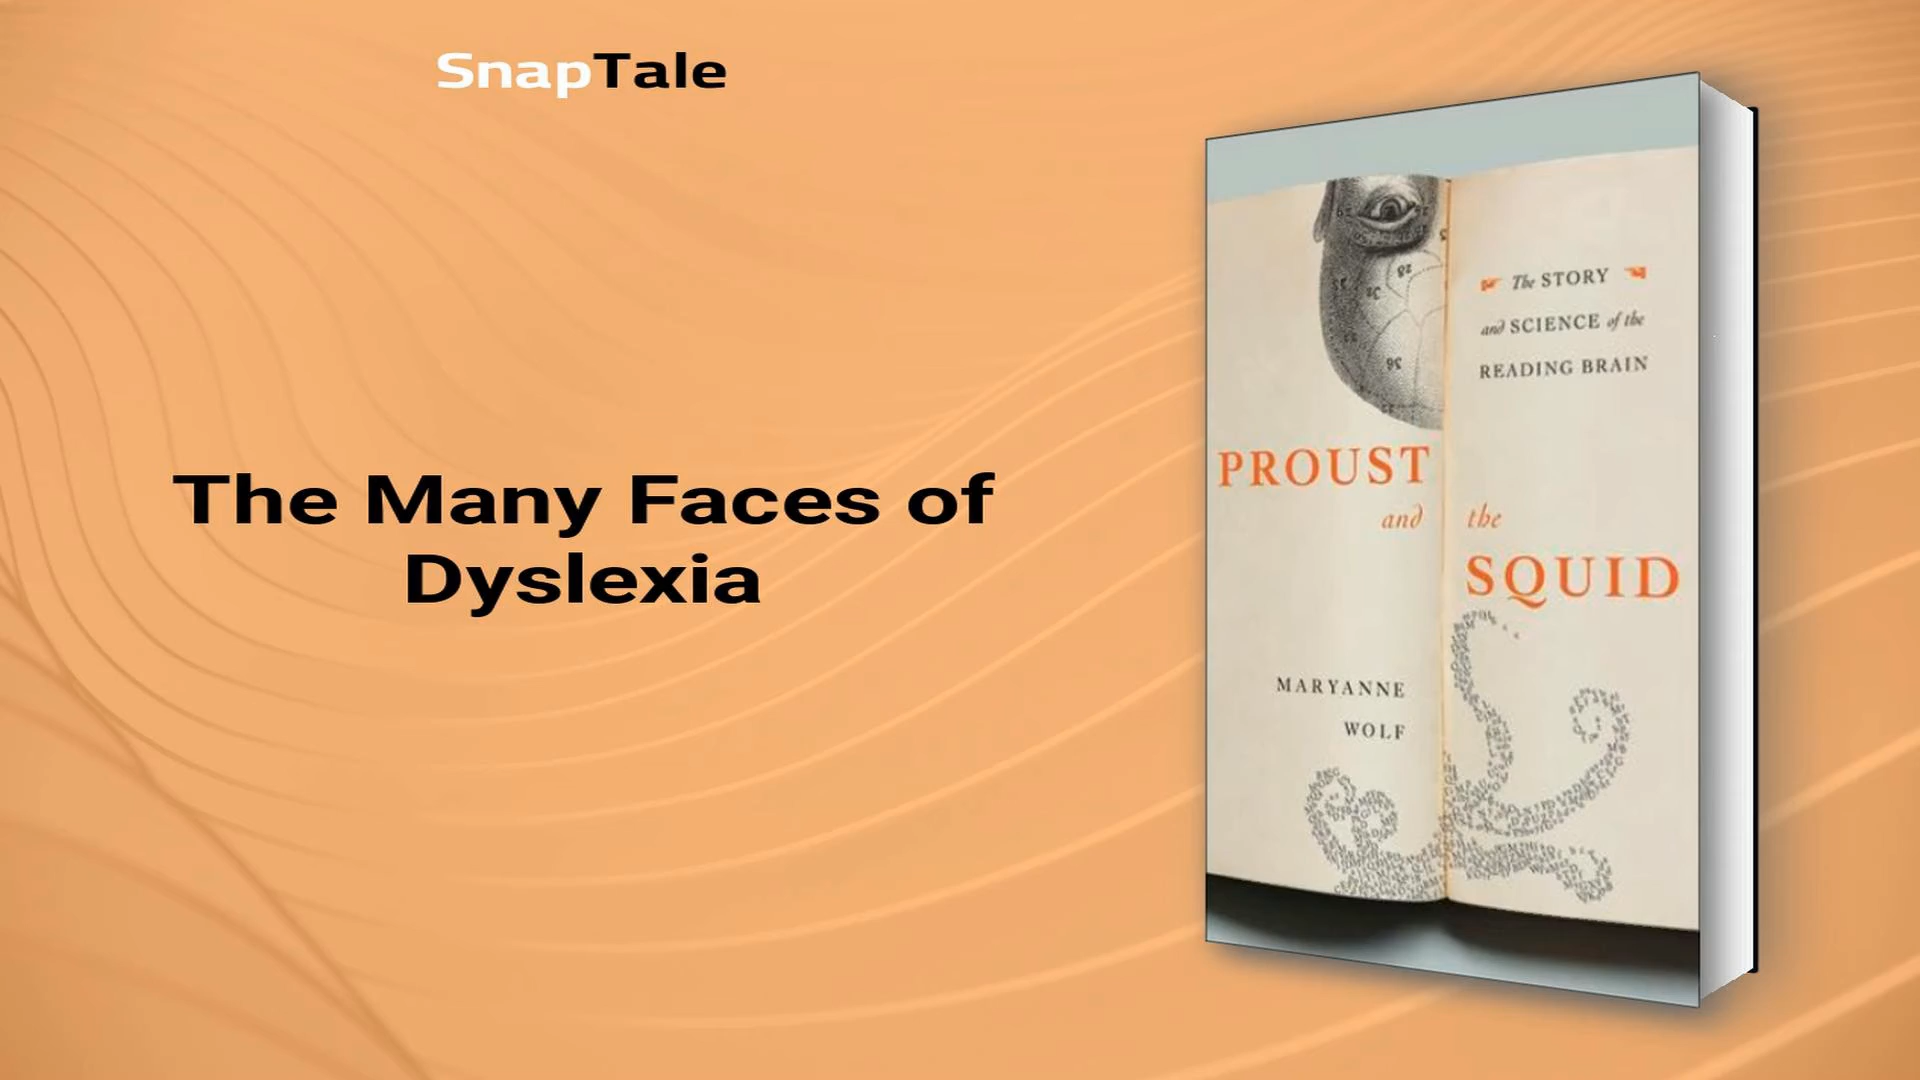 SnapTale
The Many Faces of
Dyslexia
The STORY
and SCIENCE of the
READING BRAIN
PROUST
and the
SQUID
MARYANNE
WOLF